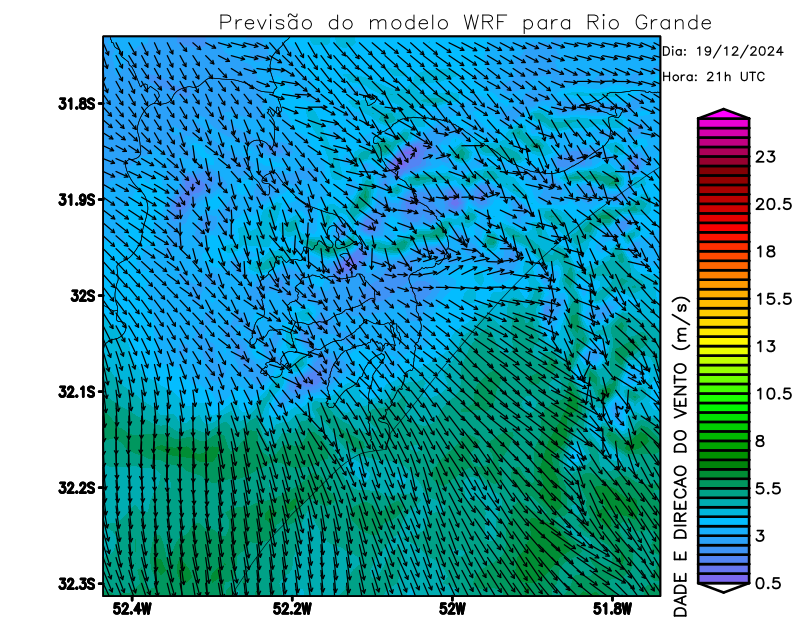 Previsão do modelo WRF para Rio Grande
Dia: 19/12/2024
Hora: 21h UTC
31.8S
31.9S
32S
32.1S
32.2S
32.3S
52.4W
52.2W
52W
51.8W
23
20.5
18
15.5
13
10.5
8
5.5
3
0.5
DADE E DIRECAO DO VENTO (m/s)